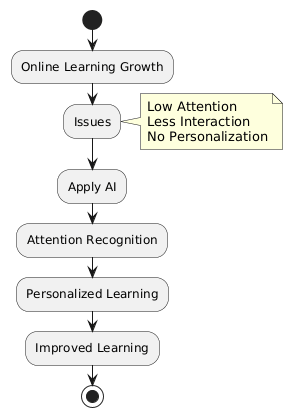 Online Learning Growth
Issues
Low Attention
Less Interaction
No Personalization
Apply AI
Attention Recognition
Personalized Learning
Improved Learning